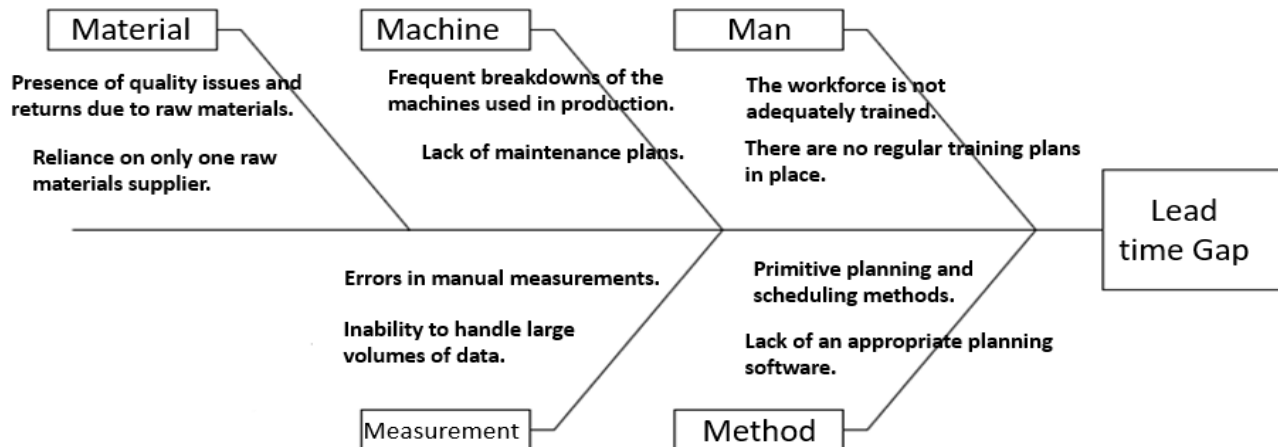 Material
Machine
Man
Presence of quality issues and
returns due to raw materials.
Reliance on only one raw
materials supplier.
Frequent breakdowns of the
machines used in production.
Lack of maintenance plans.
The workforce is not
adequately trained.
There are no regular training plans
in place.
Lead
time Gap
Errors in manual measurements.
Inability to handle large
volumes of data.
Primitive planning and
scheduling methods.
Lack of an appropriate planning
software.
Measurement
Method